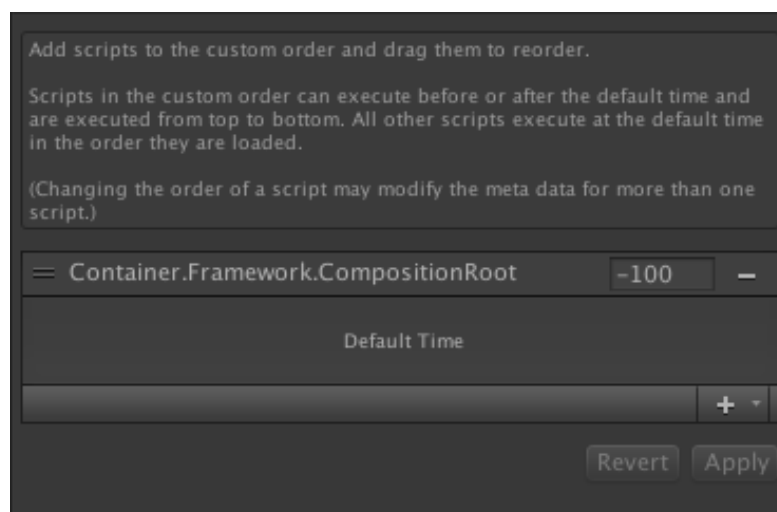 Add scripts to the custom order and drag them to reorder.
Scripts in the custom order can execute before or after the default time and
are executed from top to bottom. All other scripts execute at the default time
in the order they are loaded.
(Changing the order of a script may modify the meta data for more than one
script.)
Container.Framework.CompositionRoot -100
Default Time
Revert Apply